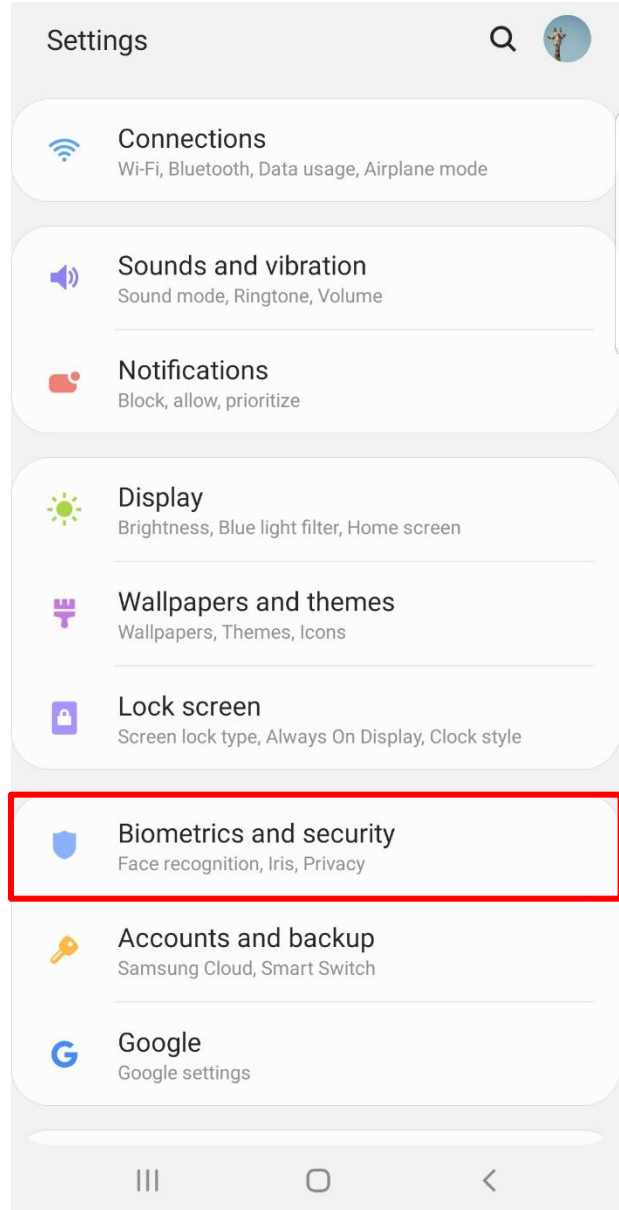 Settings
Connections
Wi-Fi, Bluetooth, Data usage, Airplane mode
Sounds and vibration
Sound mode, Ringtone, Volume
Notifications
Block, allow, prioritize
Display
Brightness, Blue light filter, Home screen
Wallpapers and themes
Wallpapers, Themes, Icons
Lock screen
Screen lock type, Always On Display, Clock style
Biometrics and security
Face recognition, Iris, Privacy
Accounts and backup
Samsung Cloud, Smart Switch
Google
Google settings